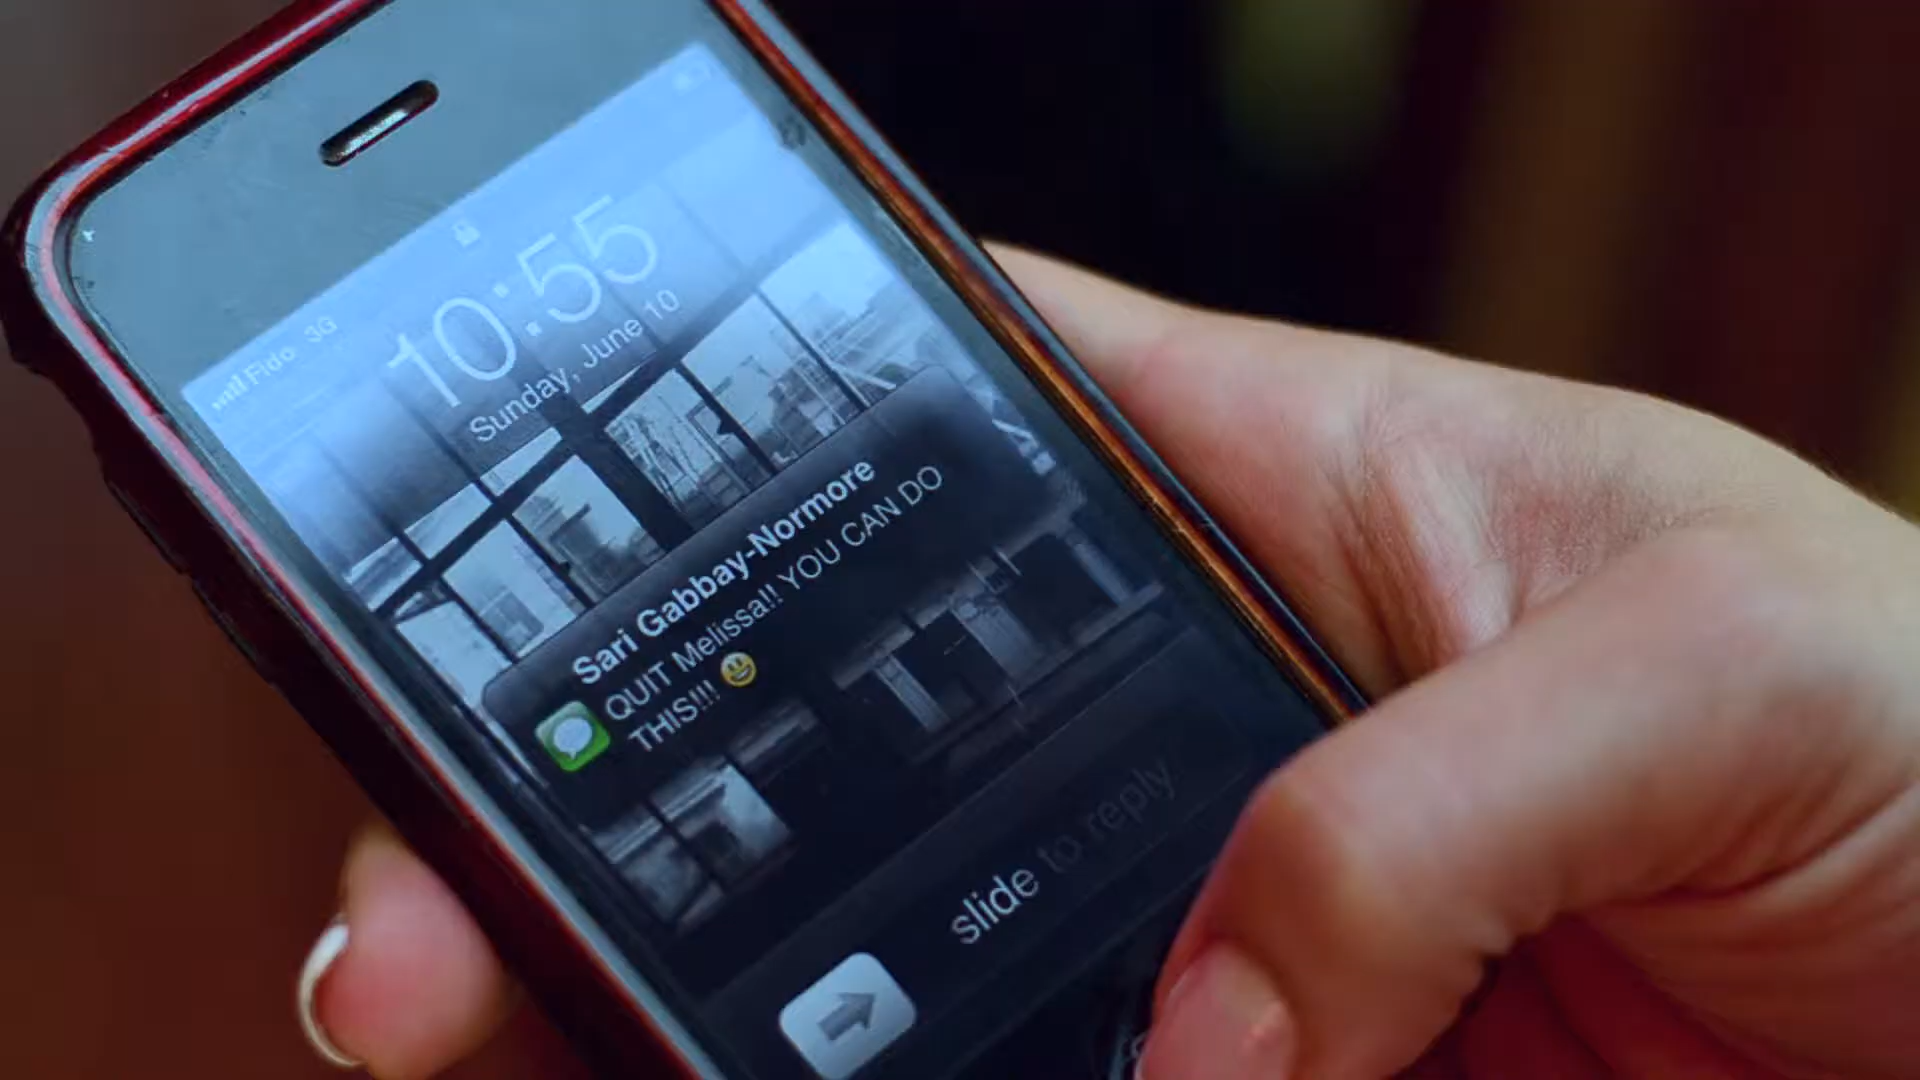 Fido 3G
10:55
Sunday, June 10
Sari Gabbay-Normore
QUIT Melissa!! YOU CAN DO
THIS!!! 😃
slide to reply